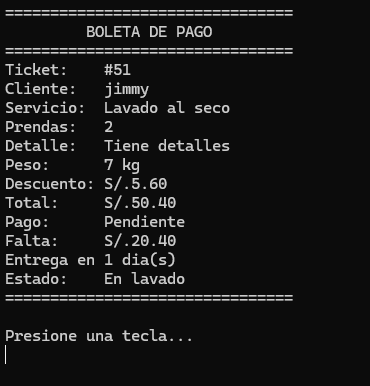 ================================
         BOLETA DE PAGO
================================
Ticket:    #51
Cliente:   jimmy
Servicio:  Lavado al seco
Prendas:   2
Detalle:   Tiene detalles
Peso:      7 kg
Descuento: S/.5.60
Total:     S/.50.40
Pago:      Pendiente
Falta:     S/.20.40
Entrega en 1 dia(s)
Estado:    En lavado
================================
Presione una tecla...